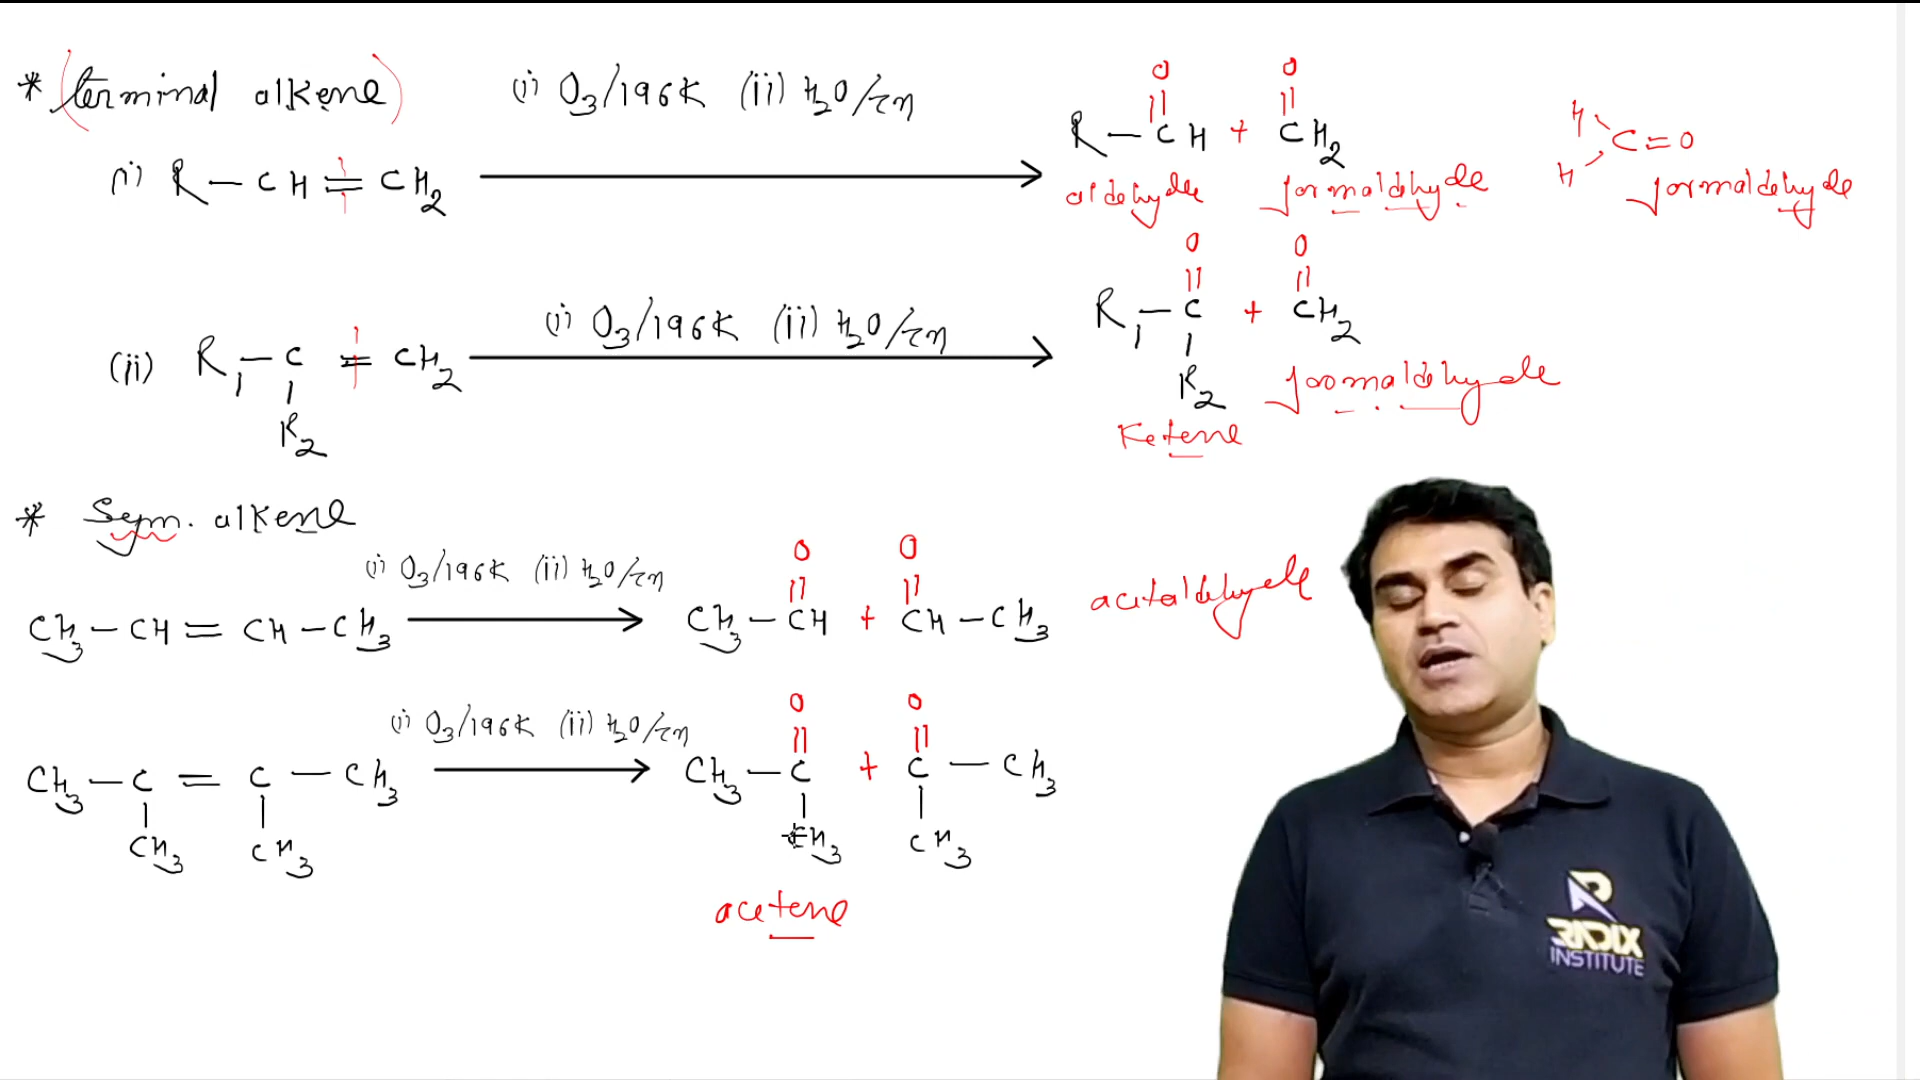 * (terminal alkene)
(i) O3/196K (ii) H2O/Zn
(i) R — CH = CH2
O O
|| ||
R — CH + CH2
aldehyde formaldehyde
H
C = O
H
formaldehyde
(i) O3/196K (ii) H2O/Zn
(ii) R1 — C = CH2
|
R2
O O
|| ||
R1 — C + CH2
|
R2
Ketene
formaldehyde
* Sym. alkene
(i) O3/196K (ii) H2O/Zn
CH3 — CH = CH — CH3
O O
|| ||
CH3 — CH + CH — CH3
acetaldehyde
(i) O3/196K (ii) H2O/Zn
CH3 — C = C — CH3
| |
CH3 CH3
O O
|| ||
CH3 — C + C — CH3
| |
CH3 CH3
acetene
RADIX
INSTITUTE